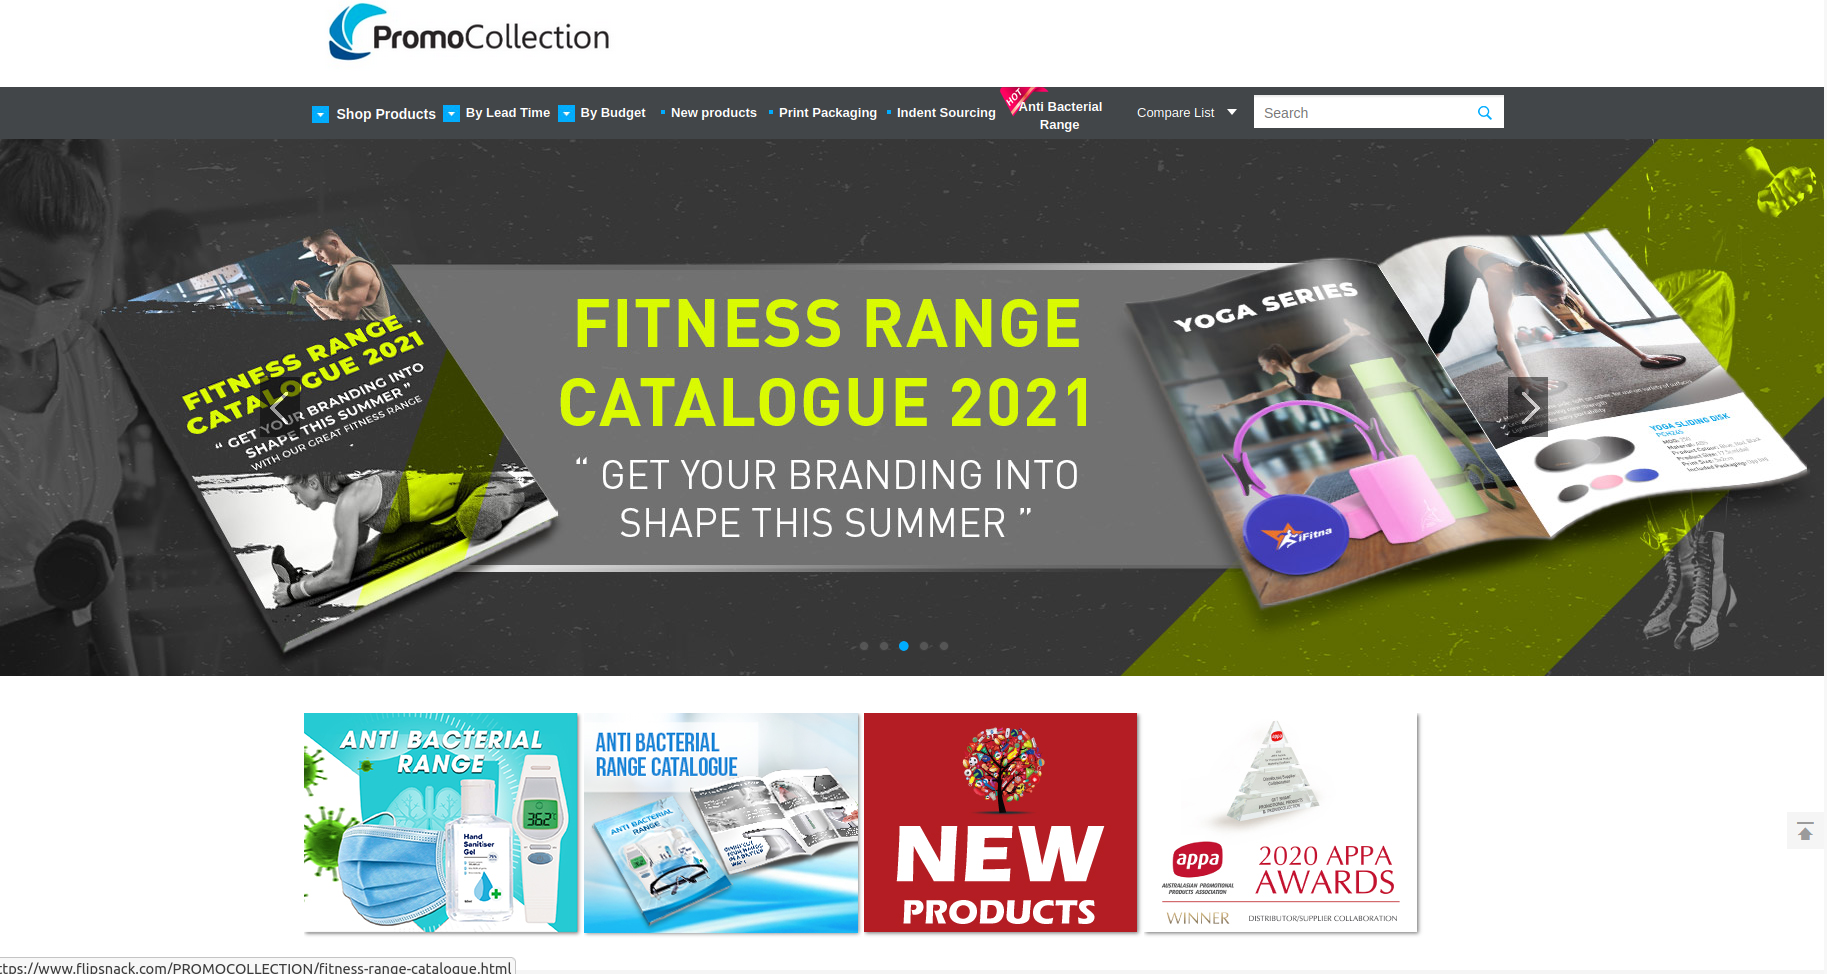 PromoCollection
Shop Products
By Lead Time
By Budget
New products
Print Packaging
Indent Sourcing
HOT
Anti Bacterial
Range
Compare List
Search
FITNESS RANGE
CATALOGUE 2021
“ GET YOUR BRANDING INTO
SHAPE THIS SUMMER ”
WITH OUR GREAT FITNESS RANGE
FITNESS RANGE
CATALOGUE 2021
“ GET YOUR BRANDING INTO
SHAPE THIS SUMMER ”
YOGA SERIES
iFitna
YOGA SLIDING DISK
ANTI BACTERIAL
RANGE
36.2
Hand
Sanitiser
Gel
ANTI BACTERIAL
RANGE CATALOGUE
ANTI BACTERIAL
RANGE
NEW
PRODUCTS
appa
appa
AUSTRALASIAN PROMOTIONAL
PRODUCTS ASSOCIATION
2020 APPA
AWARDS
WINNER
DISTRIBUTOR/SUPPLIER COLLABORATION
ttps://www.flipsnack.com/PROMOCOLLECTION/fitness-range-catalogue.html